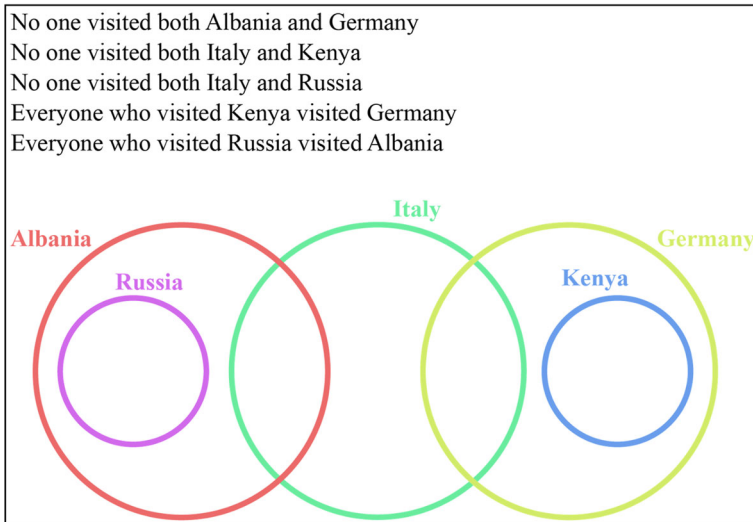 No one visited both Albania and Germany
No one visited both Italy and Kenya
No one visited both Italy and Russia
Everyone who visited Kenya visited Germany
Everyone who visited Russia visited Albania
Italy
Albania
Germany
Russia
Kenya